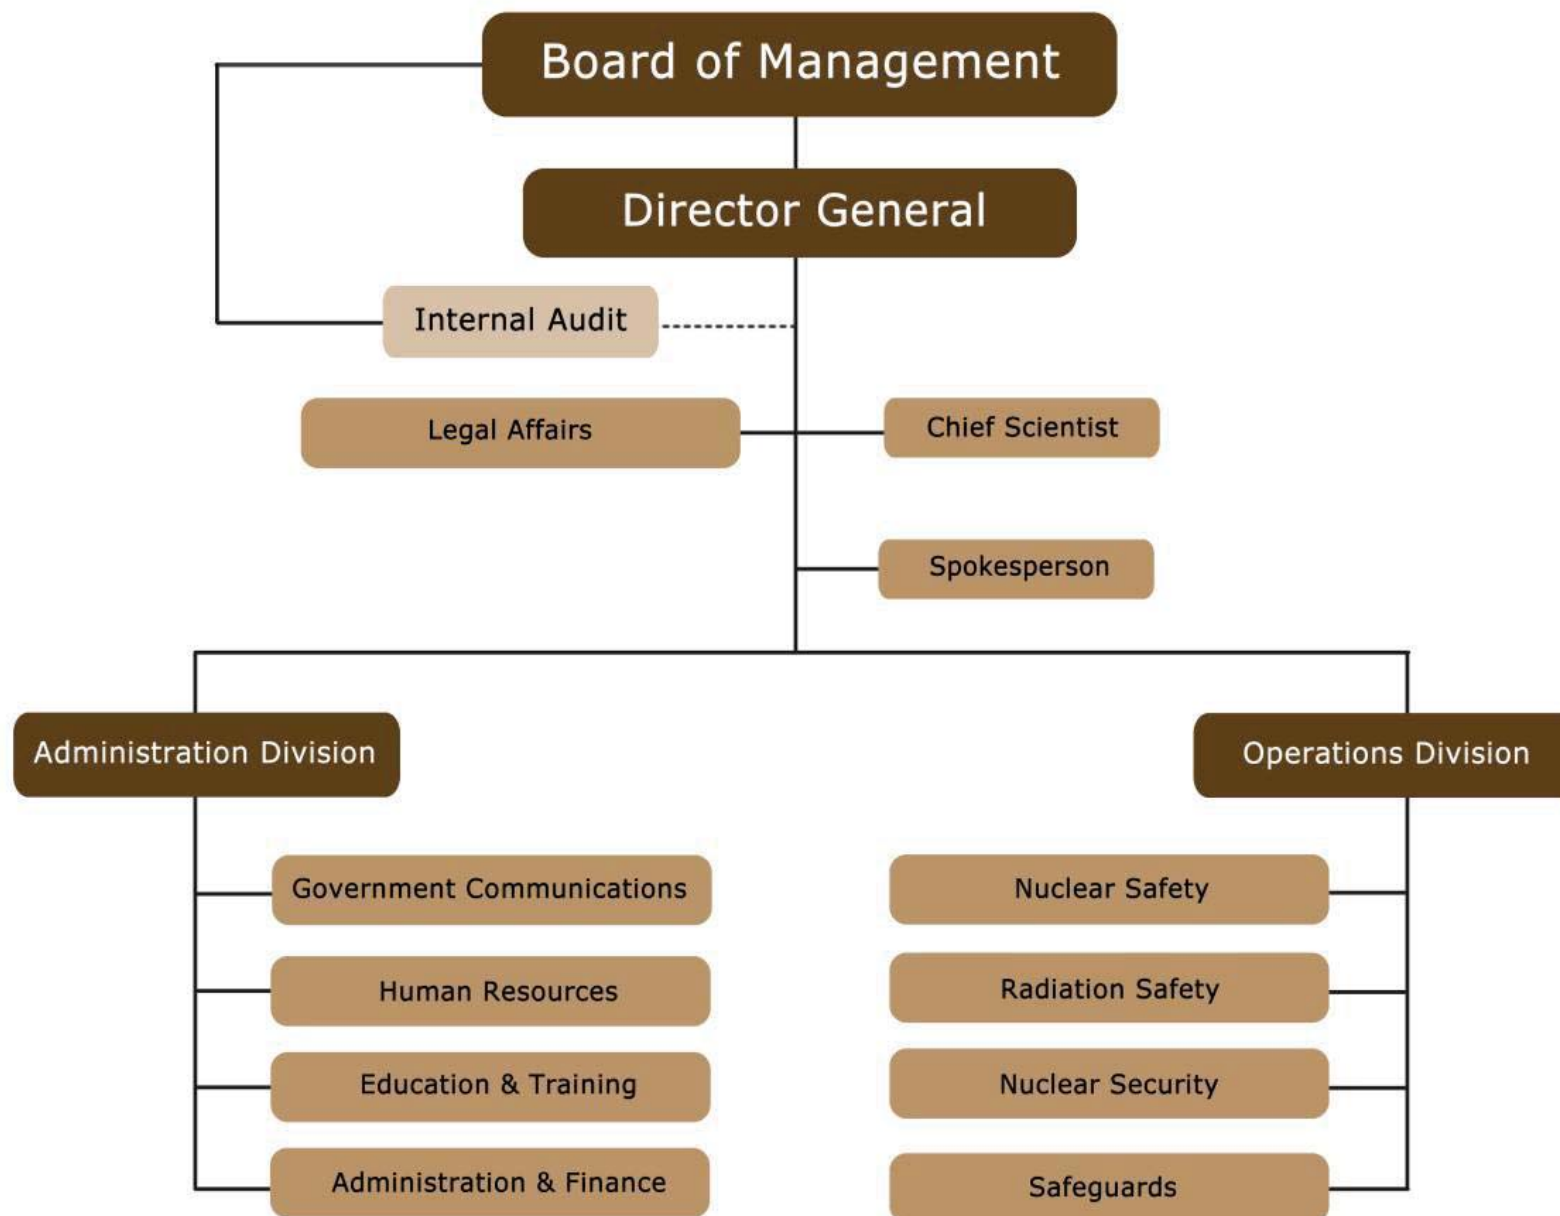 Board of Management
Director General
Internal Audit
Legal Affairs
Chief Scientist
Spokesperson
Administration Division
Operations Division
Government Communications
Nuclear Safety
Human Resources
Radiation Safety
Education & Training
Nuclear Security
Administration & Finance
Safeguards